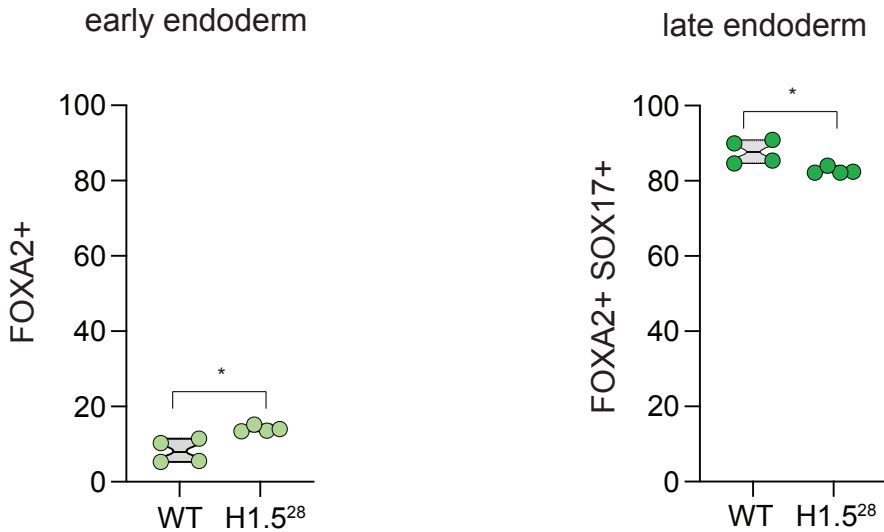 early endoderm
FOXA2+
100
80
60
40
20
0
*
WT H1.5²⁸
late endoderm
FOXA2+ SOX17+
100
80
60
40
20
0
*
WT H1.5²⁸